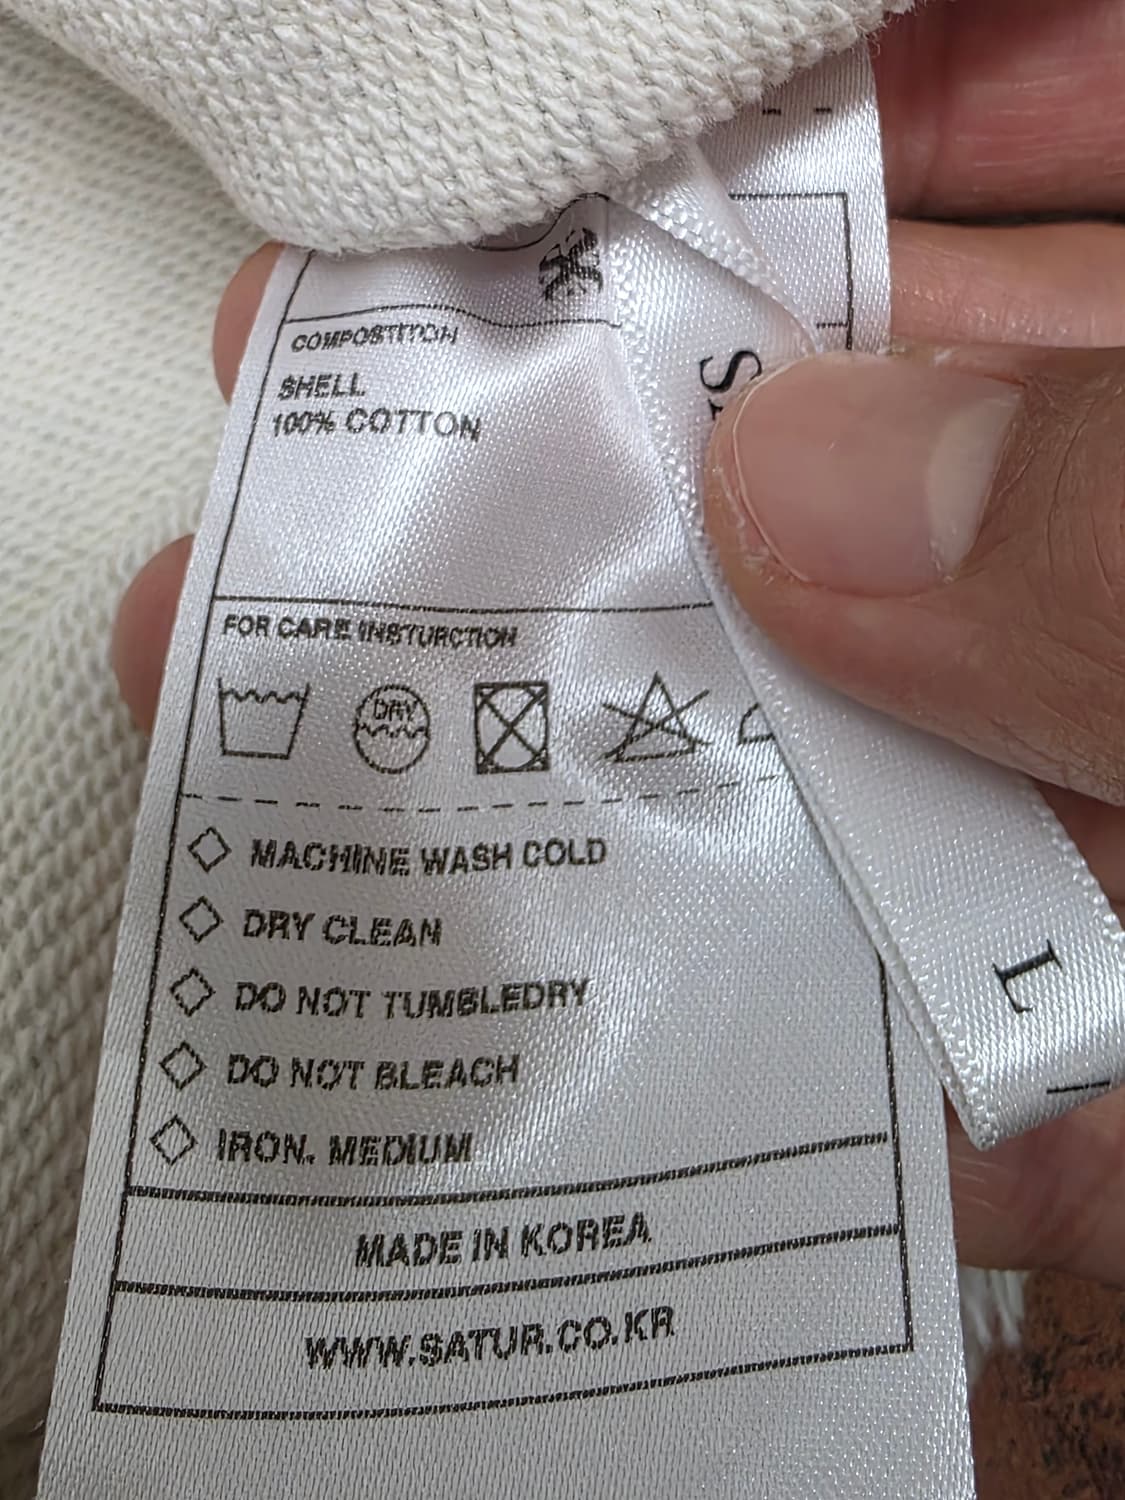 COMPOSTITON
SHELL
100% COTTON
FOR CARE INSTURCTION
DRY
MACHINE WASH COLD
DRY CLEAN
DO NOT TUMBLEDRY
DO NOT BLEACH
IRON. MEDIUM
MADE IN KOREA
WWW.SATUR.CO.KR
L